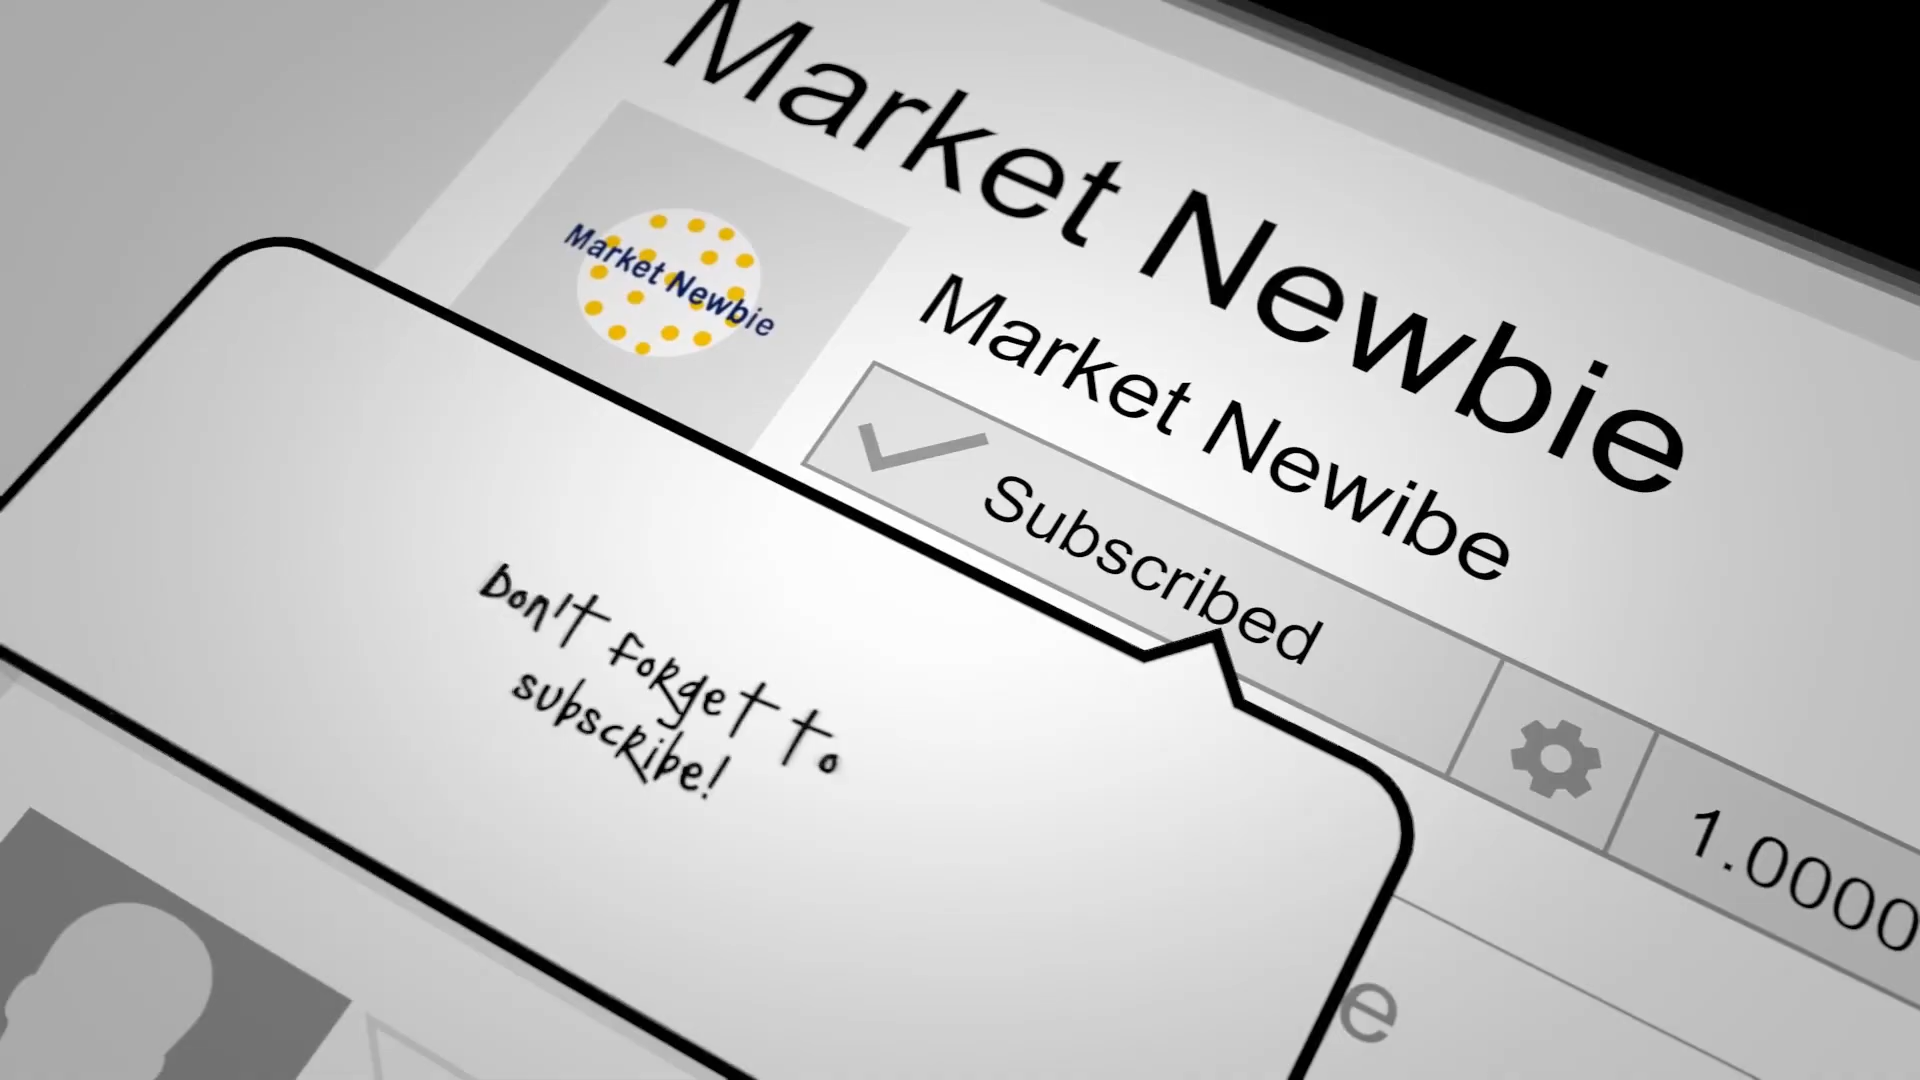 Market Newbie
Market Newbie
Market Newibe
Subscribed
1.0000
Don't forget to
subscribe!
e